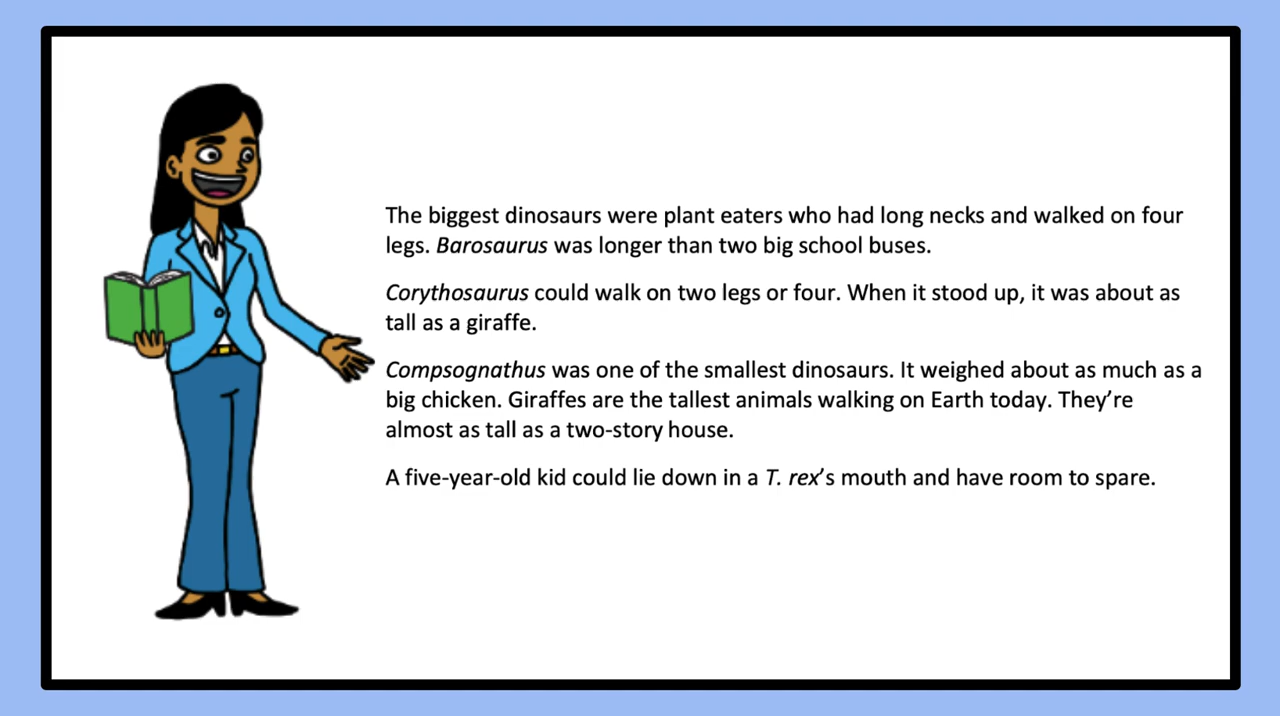 The biggest dinosaurs were plant eaters who had long necks and walked on four
legs. Barosaurus was longer than two big school buses.
Corythosaurus could walk on two legs or four. When it stood up, it was about as
tall as a giraffe.
Compsognathus was one of the smallest dinosaurs. It weighed about as much as a
big chicken. Giraffes are the tallest animals walking on Earth today. They’re
almost as tall as a two-story house.
A five-year-old kid could lie down in a T. rex’s mouth and have room to spare.